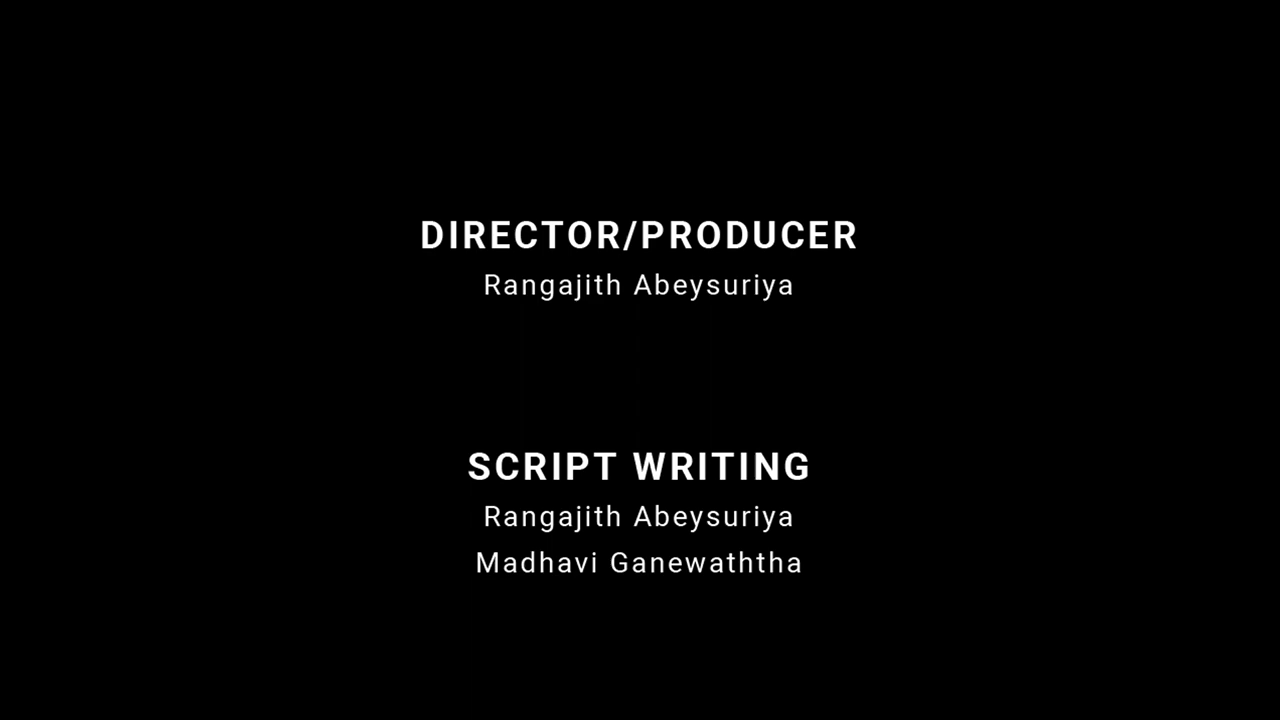 DIRECTOR/PRODUCER
Rangajith Abeysuriya
SCRIPT WRITING
Rangajith Abeysuriya
Madhavi Ganewaththa